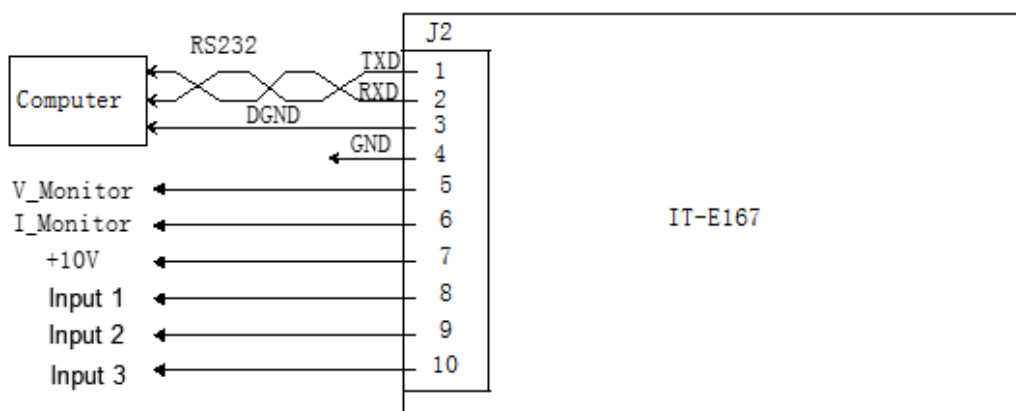 J2
RS232
TXD
1
Computer
RXD
2
DGND
3
GND
4
V_Monitor
5
I_Monitor
6
IT-E167
+10V
7
Input 1
8
Input 2
9
Input 3
10